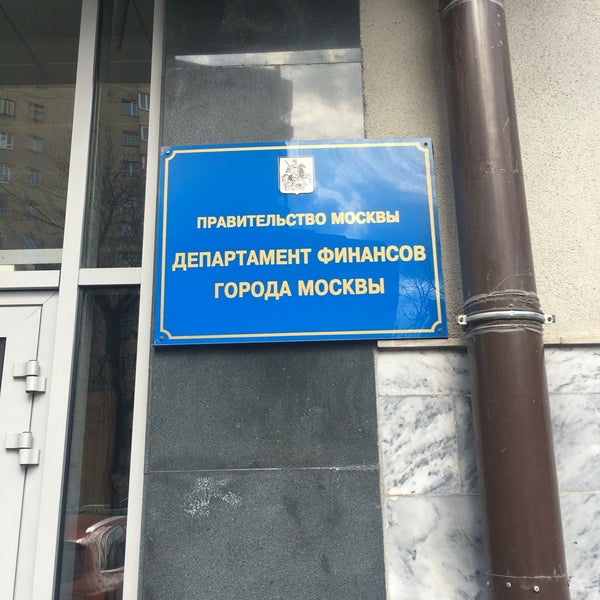 ПРАВИТЕЛЬСТВО МОСКВЫ
ДЕПАРТАМЕНТ ФИНАНСОВ
ГОРОДА МОСКВЫ